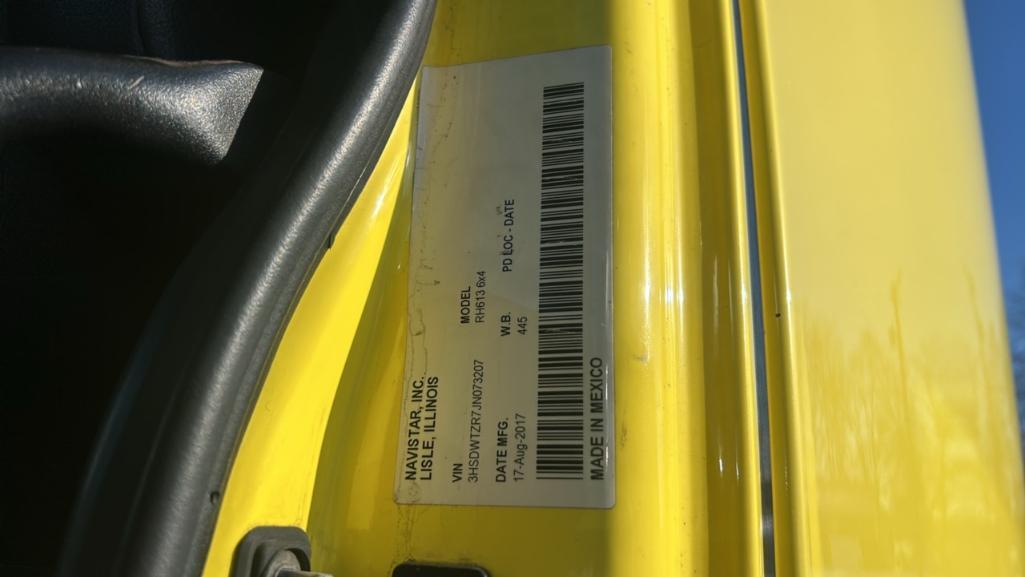 NAVISTAR, INC.
LISLE, ILLINOIS
VIN MODEL
3HSDWTZR7JN073207 RH613 6x4
DATE MFG. W.B. PD LOC - DATE
17-Aug-2017 445
MADE IN MEXICO